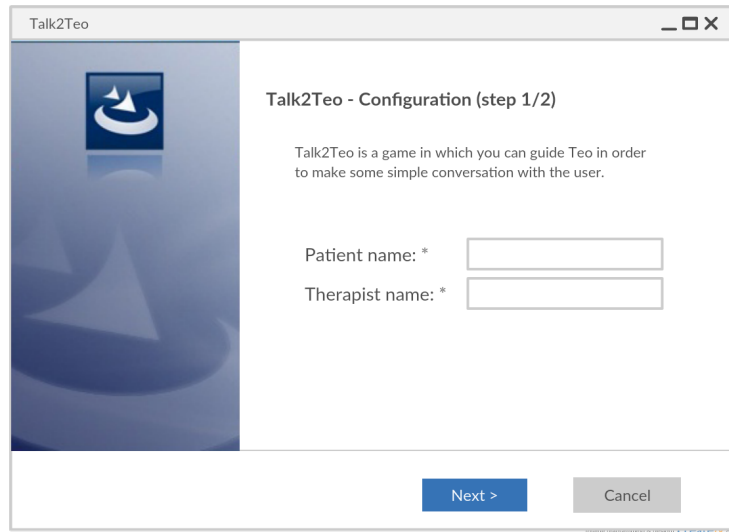 Talk2Teo
Talk2Teo - Configuration (step 1/2)
Talk2Teo is a game in which you can guide Teo in order
to make some simple conversation with the user.
Patient name: *
Therapist name: *
Next >
Cancel